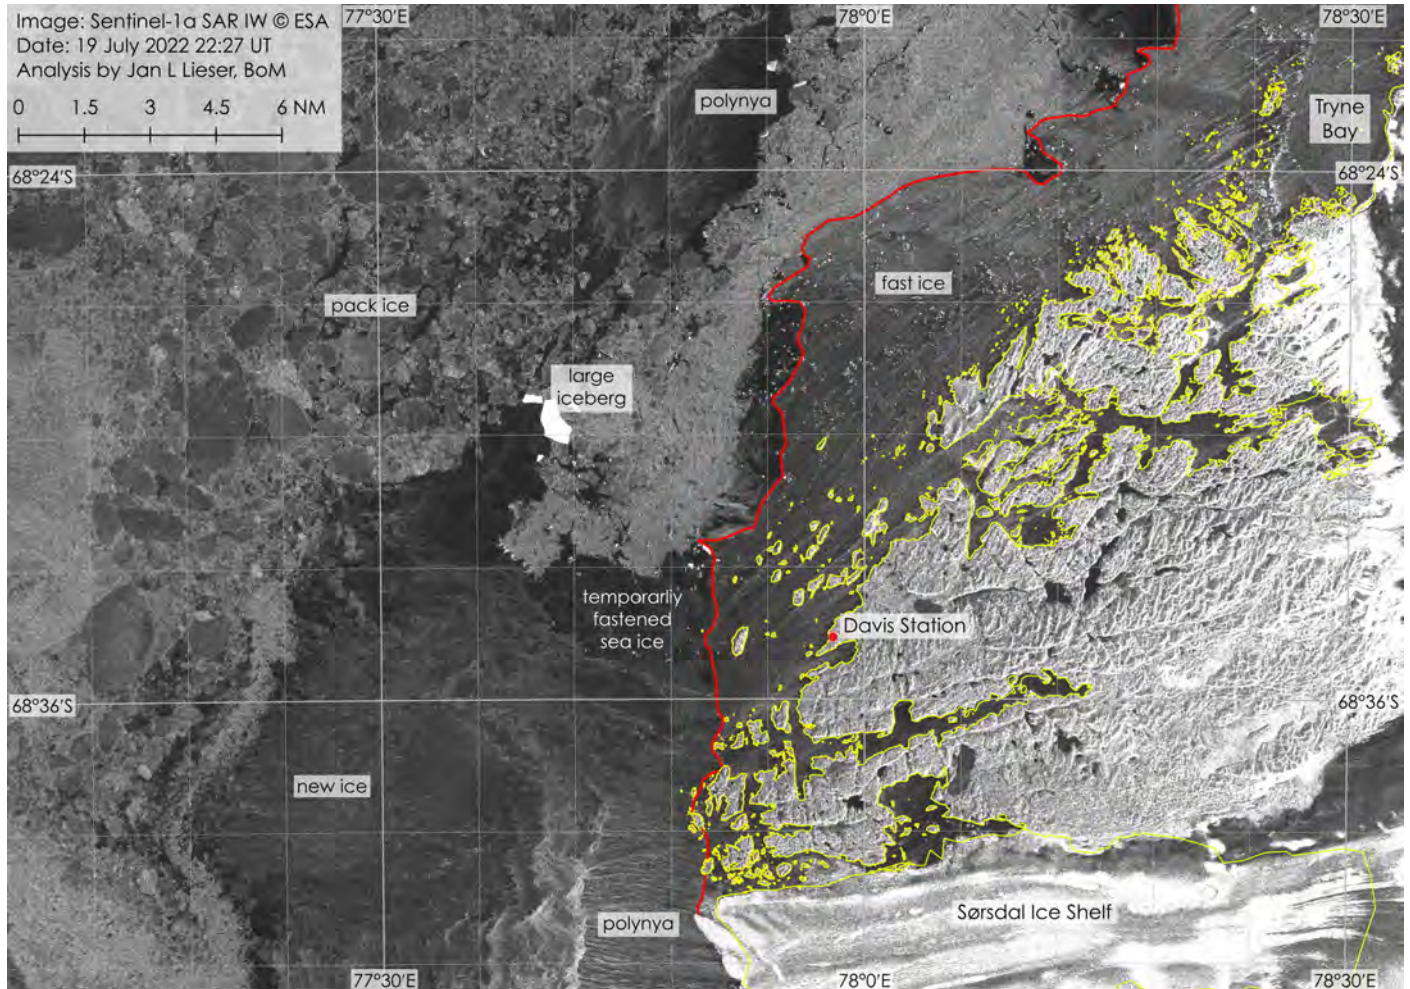 Image: Sentinel-1a SAR IW © ESA
Date: 19 July 2022 22:27 UT
Analysis by Jan L Lieser, BoM
0 1.5 3 4.5 6 NM
77°30'E
78°0'E
78°30'E
polynya
Tryne
Bay
68°24'S
68°24'S
fast ice
pack ice
large
iceberg
temporarily
fastened
sea ice
Davis Station
68°36'S
68°36'S
new ice
Sørsdal Ice Shelf
polynya
77°30'E
78°0'E
78°30'E